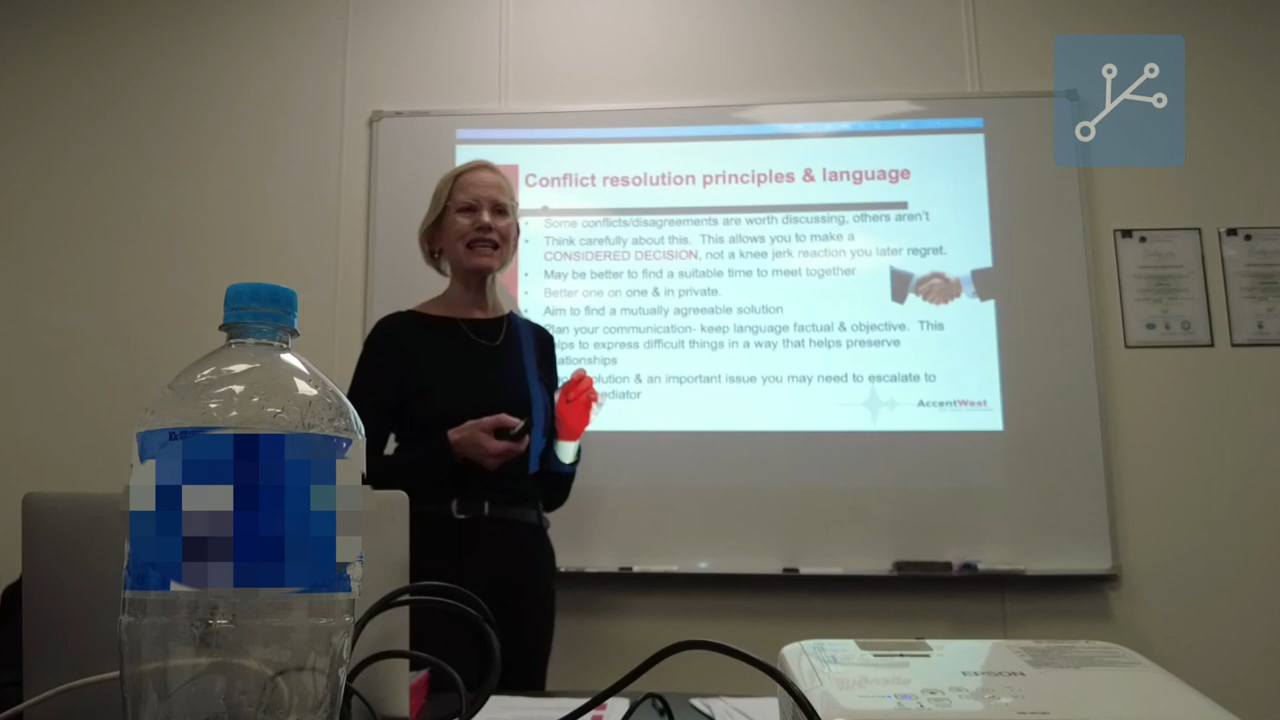 Conflict resolution principles & language
Some conflicts/disagreements are worth discussing, others aren't
Think carefully about this. This allows you to make a
CONSIDERED DECISION, not a knee jerk reaction you later regret.
May be better to find a suitable time to meet together
Better one on one & in private.
Aim to find a mutually agreeable solution
Plan your communication- keep language factual & objective. This
to express difficult things in a way that helps preserve
& an important issue you may need to escalate to
AccentWest
EPSON